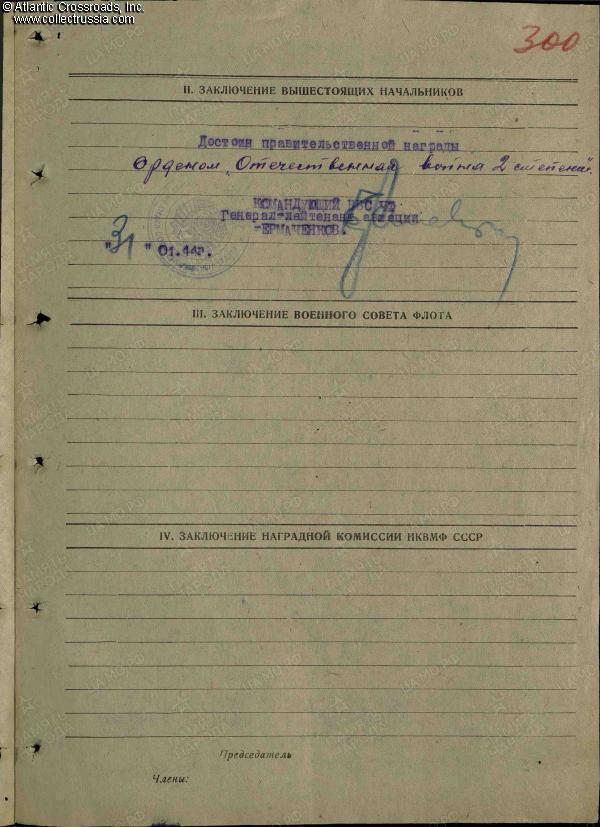 © Atlantic Crossroads, Inc.
www.collectrussia.com
300
II. ЗАКЛЮЧЕНИЕ ВЫШЕСТОЯЩИХ НАЧАЛЬНИКОВ
Достоин правительственной награды
Орденом „Отечественная война 2 степени"
КОМАНДУЮЩИЙ ВВС ЧФ
Генерал-лейтенант авиации
-ЕРМАЧЕНКОВ.
"31" 01.44г.
III. ЗАКЛЮЧЕНИЕ ВОЕННОГО СОВЕТА ФЛОТА
IV. ЗАКЛЮЧЕНИЕ НАГРАДНОЙ КОМИССИИ НКВМФ СССР
Председатель
Члены: